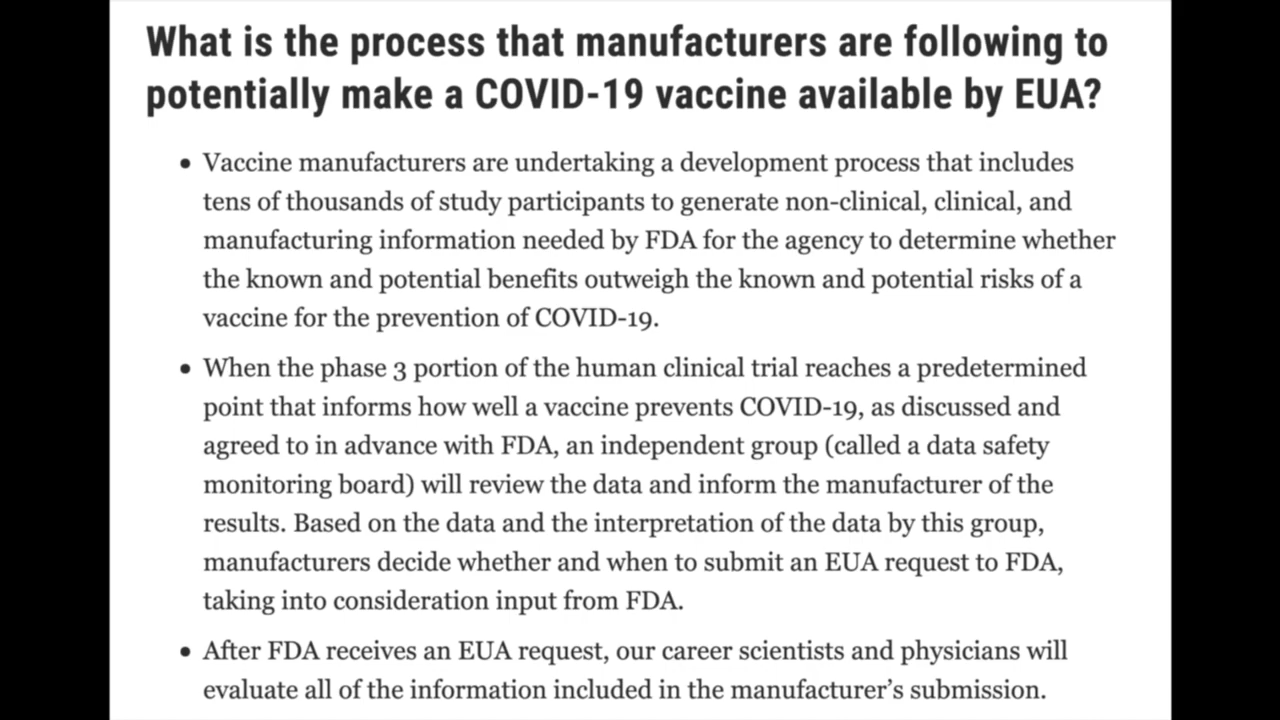 What is the process that manufacturers are following to
potentially make a COVID-19 vaccine available by EUA?
• Vaccine manufacturers are undertaking a development process that includes
tens of thousands of study participants to generate non-clinical, clinical, and
manufacturing information needed by FDA for the agency to determine whether
the known and potential benefits outweigh the known and potential risks of a
vaccine for the prevention of COVID-19.
• When the phase 3 portion of the human clinical trial reaches a predetermined
point that informs how well a vaccine prevents COVID-19, as discussed and
agreed to in advance with FDA, an independent group (called a data safety
monitoring board) will review the data and inform the manufacturer of the
results. Based on the data and the interpretation of the data by this group,
manufacturers decide whether and when to submit an EUA request to FDA,
taking into consideration input from FDA.
• After FDA receives an EUA request, our career scientists and physicians will
evaluate all of the information included in the manufacturer’s submission.